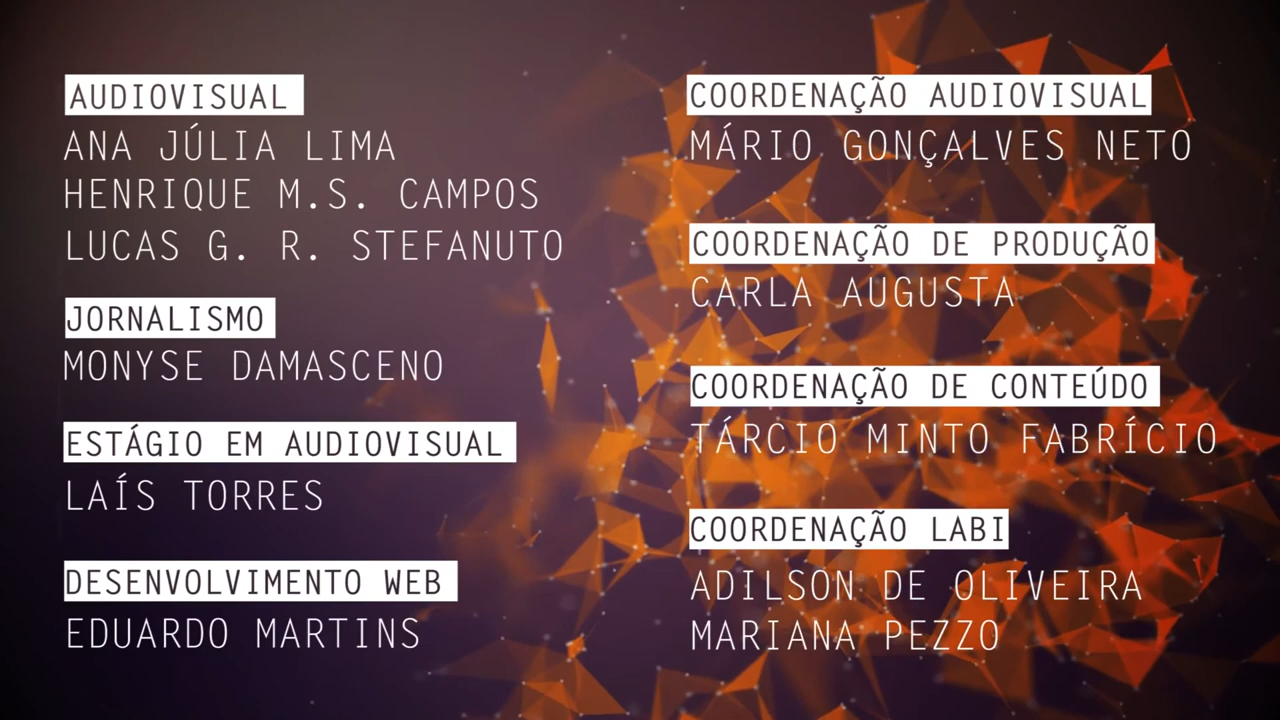 AUDIOVISUAL
ANA JÚLIA LIMA
HENRIQUE M.S. CAMPOS
LUCAS G. R. STEFANUTO
JORNALISMO
MONYSE DAMASCENO
ESTÁGIO EM AUDIOVISUAL
LAÍS TORRES
DESENVOLVIMENTO WEB
EDUARDO MARTINS
COORDENAÇÃO AUDIOVISUAL
MÁRIO GONÇALVES NETO
COORDENAÇÃO DE PRODUÇÃO
CARLA AUGUSTA
COORDENAÇÃO DE CONTEÚDO
TÁRCIO MINTO FABRÍCIO
COORDENAÇÃO LABI
ADILSON DE OLIVEIRA
MARIANA PEZZO